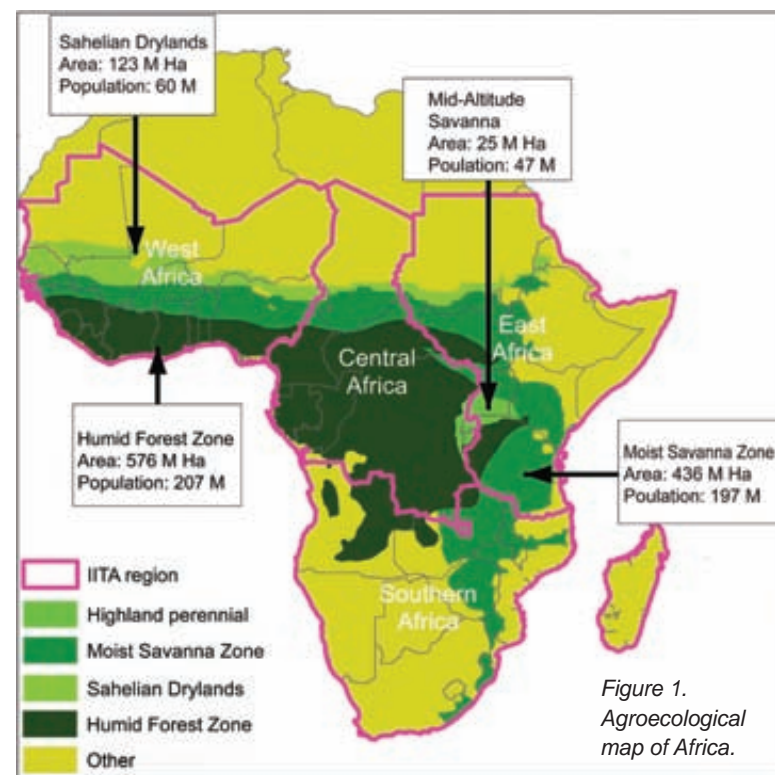 Sahelian Drylands
Area: 123 M Ha
Population: 60 M
Mid-Altitude
Savanna
Area: 25 M Ha
Poulation: 47 M
West
Africa
East
Africa
Central
Africa
Humid Forest Zone
Area: 576 M Ha
Population: 207 M
Moist Savanna Zone
Area: 436 M Ha
Poulation: 197 M
Southern
Africa
IITA region
Highland perennial
Moist Savanna Zone
Sahelian Drylands
Humid Forest Zone
Other
Figure 1.
Agroecological
map of Africa.